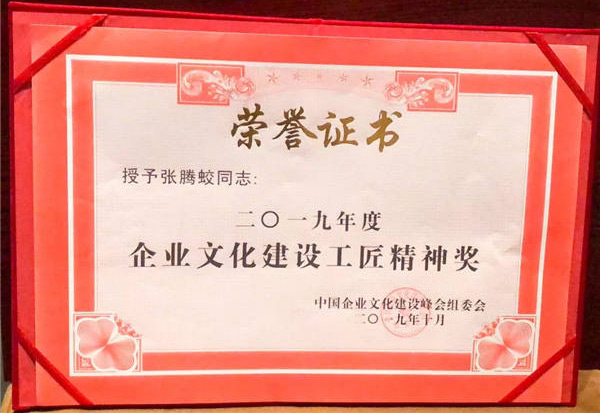 荣誉证书
授予张腾蛟同志:
二〇一九年度
企业文化建设工匠精神奖
中国企业文化建设峰会组委会
二〇一九年十月